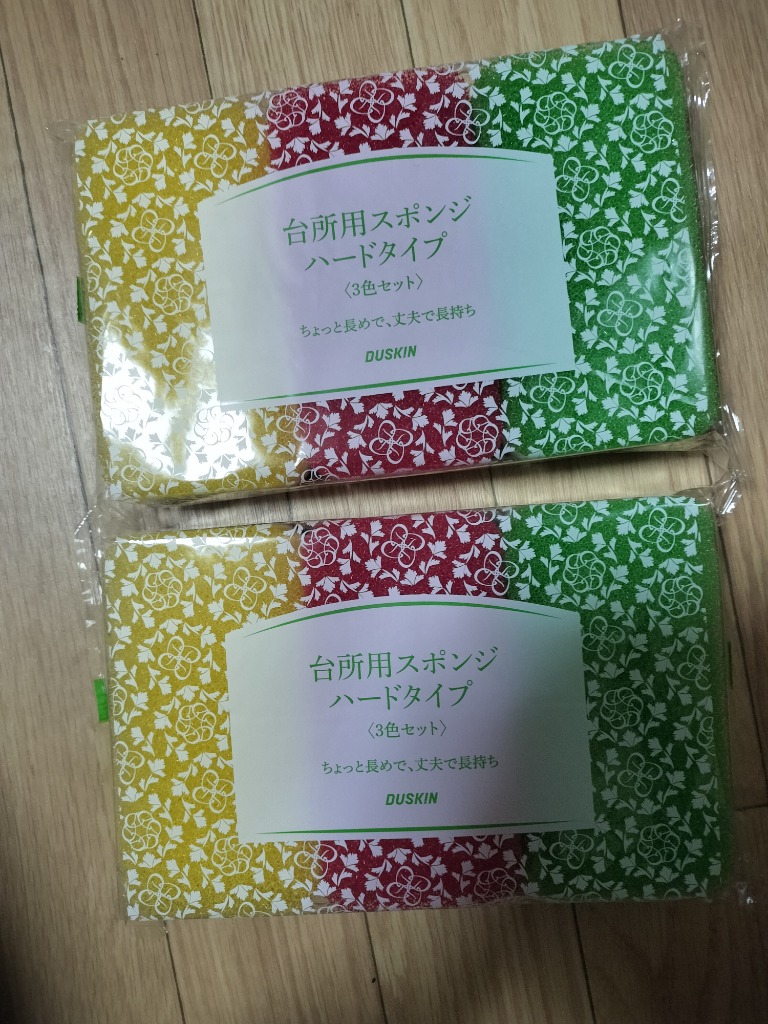 台所用スポンジ
ハードタイプ
〈3色セット〉
ちょっと長めで、丈夫で長持ち
DUSKIN
台所用スポンジ
ハードタイプ
〈3色セット〉
ちょっと長めで、丈夫で長持ち
DUSKIN